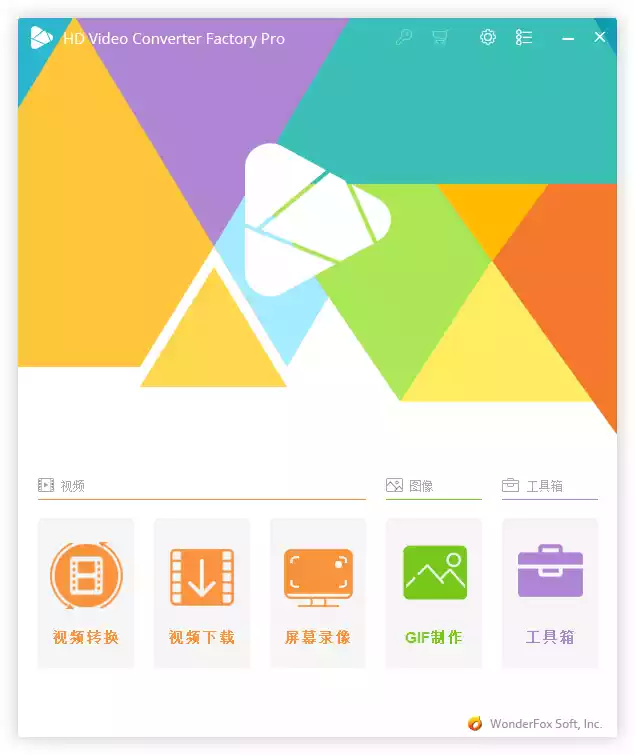 HD Video Converter Factory Pro
视频
图像
工具箱
视频转换
视频下载
屏幕录像
GIF制作
工具箱
WonderFox Soft, Inc.